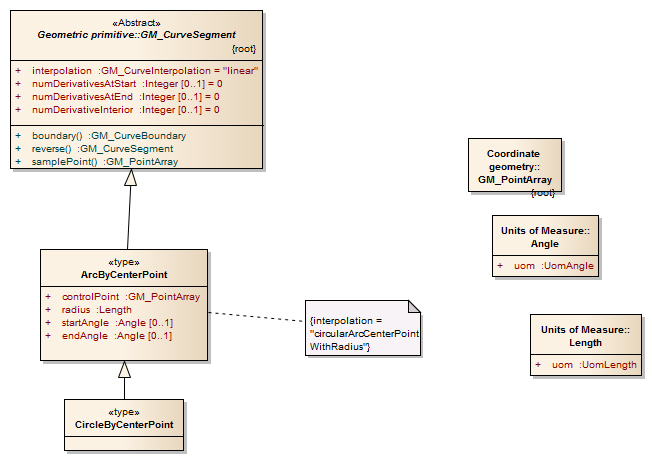 «Abstract»
Geometric primitive::GM_CurveSegment
{root}
+ interpolation :GM_CurveInterpolation = "linear"
+ numDerivativesAtStart :Integer [0..1] = 0
+ numDerivativesAtEnd :Integer [0..1] = 0
+ numDerivativeInterior :Integer [0..1] = 0
+ boundary() :GM_CurveBoundary
+ reverse() :GM_CurveSegment
+ samplePoint() :GM_PointArray
Coordinate
geometry::
GM_PointArray
{root}
Units of Measure::
Angle
+ uom :UomAngle
«type»
ArcByCenterPoint
+ controlPoint :GM_PointArray
+ radius :Length
+ startAngle :Angle [0..1]
+ endAngle :Angle [0..1]
{interpolation =
"circularArcCenterPoint
WithRadius"}
Units of Measure::
Length
+ uom :UomLength
«type»
CircleByCenterPoint